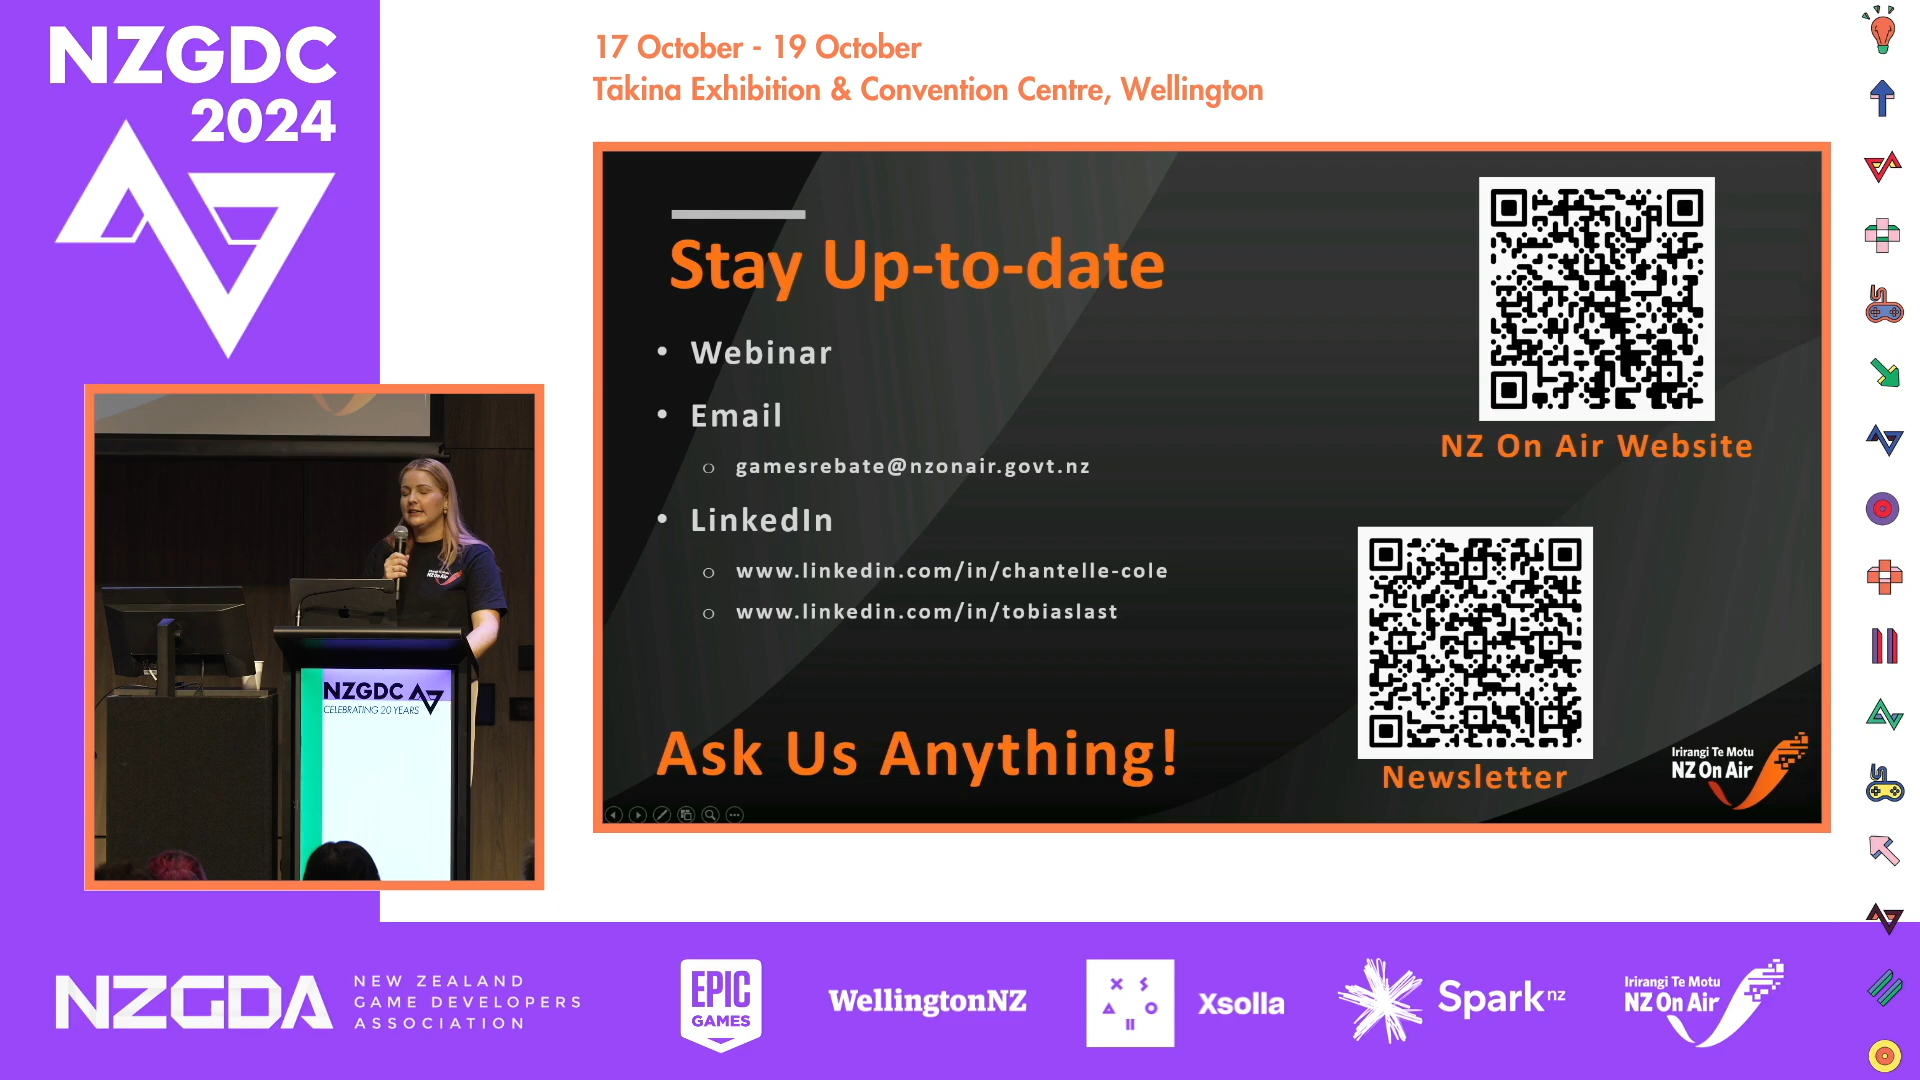 NZGDC
2024
17 October - 19 October
Tākina Exhibition & Convention Centre, Wellington
Stay Up-to-date
• Webinar
• Email
o gamesrebate@nzonair.govt.nz
• LinkedIn
o www.linkedin.com/in/chantelle-cole
o www.linkedin.com/in/tobiaslast
Ask Us Anything!
NZ On Air Website
Newsletter
Irirangi Te Motu
NZ On Air
NZ On Air
NZGDC
CELEBRATING 20 YEARS
NZGDA
NEW ZEALAND
GAME DEVELOPERS
ASSOCIATION
EPIC
GAMES
WellingtonNZ
Xsolla
Spark nz
Irirangi Te Motu
NZ On Air